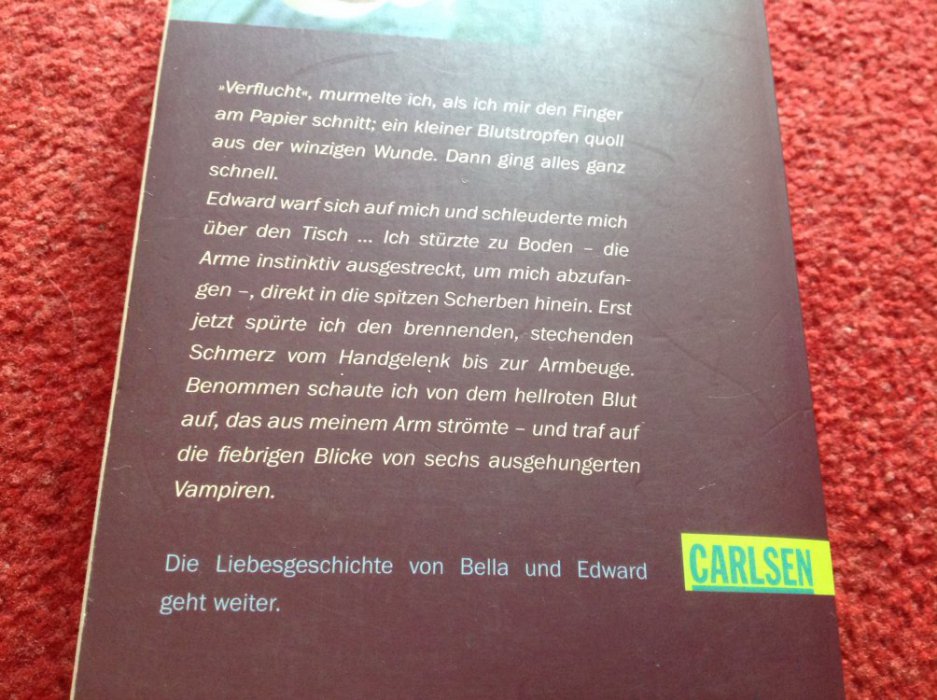 »Verflucht«, murmelte ich, als ich mir den Finger
am Papier schnitt; ein kleiner Blutstropfen quoll
aus der winzigen Wunde. Dann ging alles ganz
schnell.
Edward warf sich auf mich und schleuderte mich
über den Tisch ... Ich stürzte zu Boden – die
Arme instinktiv ausgestreckt, um mich abzufan-
gen –, direkt in die spitzen Scherben hinein. Erst
jetzt spürte ich den brennenden, stechenden
Schmerz vom Handgelenk bis zur Armbeuge.
Benommen schaute ich von dem hellroten Blut
auf, das aus meinem Arm strömte – und traf auf
die fiebrigen Blicke von sechs ausgehungerten
Vampiren.
Die Liebesgeschichte von Bella und Edward
geht weiter.
CARLSEN